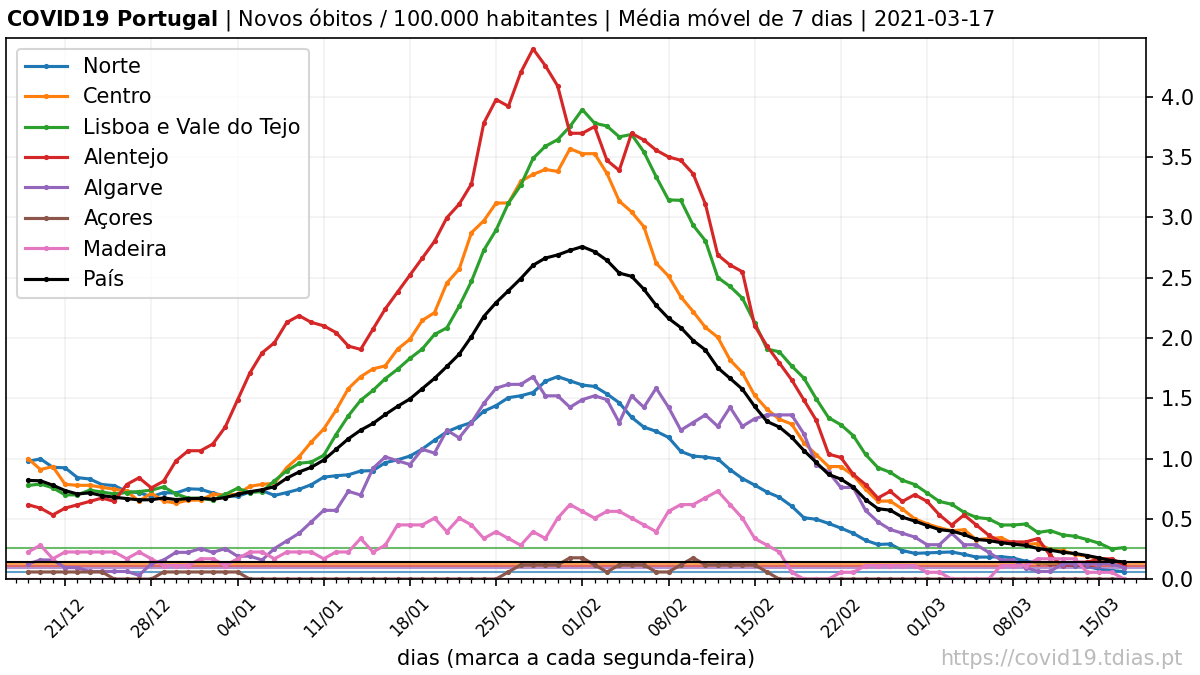 COVID19 Portugal | Novos óbitos / 100.000 habitantes | Média móvel de 7 dias | 2021-03-17
Norte
Centro
Lisboa e Vale do Tejo
Alentejo
Algarve
Açores
Madeira
País
4.0
3.5
3.0
2.5
2.0
1.5
1.0
0.5
0.0
21/12
28/12
04/01
11/01
18/01
25/01
01/02
08/02
15/02
22/02
01/03
08/03
15/03
dias (marca a cada segunda-feira)
https://covid19.tdias.pt